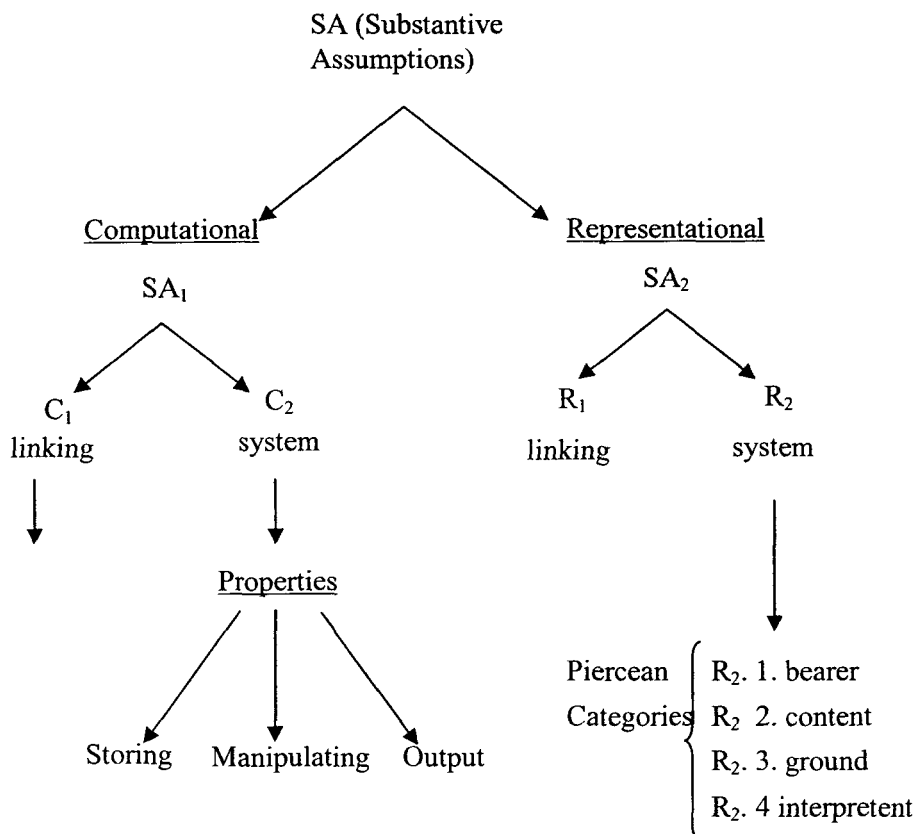 SA (Substantive
Assumptions)
Computational
Representational
SA₁
SA₂
C₁
C₂
R₁
R₂
linking
system
linking
system
Properties
Piercean
Categories
R₂. 1. bearer
R₂ 2. content
R₂. 3. ground
R₂. 4 interpretent
Storing
Manipulating
Output